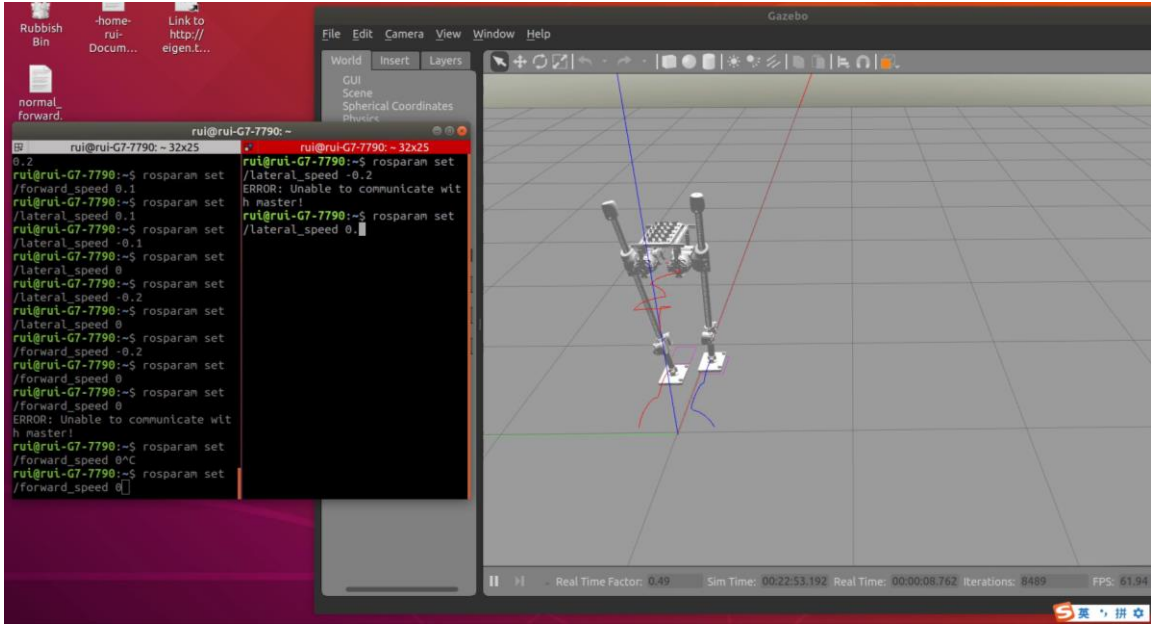 Rubbish
Bin
-home-
rui-
Docum...
Link to
http://
eigen.t...
normal_
forward.
Gazebo
File Edit Camera View Window Help
World Insert Layers
GUI
Scene
Spherical Coordinates
Physics
rui@rui-G7-7790: ~
rui@rui-G7-7790: ~ 32x25
0.2
rui@rui-G7-7790:~$ rosparam set
/forward_speed 0.1
rui@rui-G7-7790:~$ rosparam set
/lateral_speed 0.1
rui@rui-G7-7790:~$ rosparam set
/lateral_speed -0.1
rui@rui-G7-7790:~$ rosparam set
/lateral_speed 0
rui@rui-G7-7790:~$ rosparam set
/lateral_speed -0.2
rui@rui-G7-7790:~$ rosparam set
/lateral_speed 0
rui@rui-G7-7790:~$ rosparam set
/forward_speed -0.2
rui@rui-G7-7790:~$ rosparam set
/forward_speed 0
rui@rui-G7-7790:~$ rosparam set
/forward_speed 0
ERROR: Unable to communicate wit
h master!
rui@rui-G7-7790:~$ rosparam set
/forward_speed 0^C
rui@rui-G7-7790:~$ rosparam set
/forward_speed 0
rui@rui-G7-7790: ~ 32x25
rui@rui-G7-7790:~$ rosparam set
/lateral_speed -0.2
ERROR: Unable to communicate wit
h master!
rui@rui-G7-7790:~$ rosparam set
/lateral_speed 0.
Real Time Factor: 0.49 Sim Time: 00:22:53.192 Real Time: 00:00:08.762 Iterations: 8489 FPS: 61.94
S 英 拼